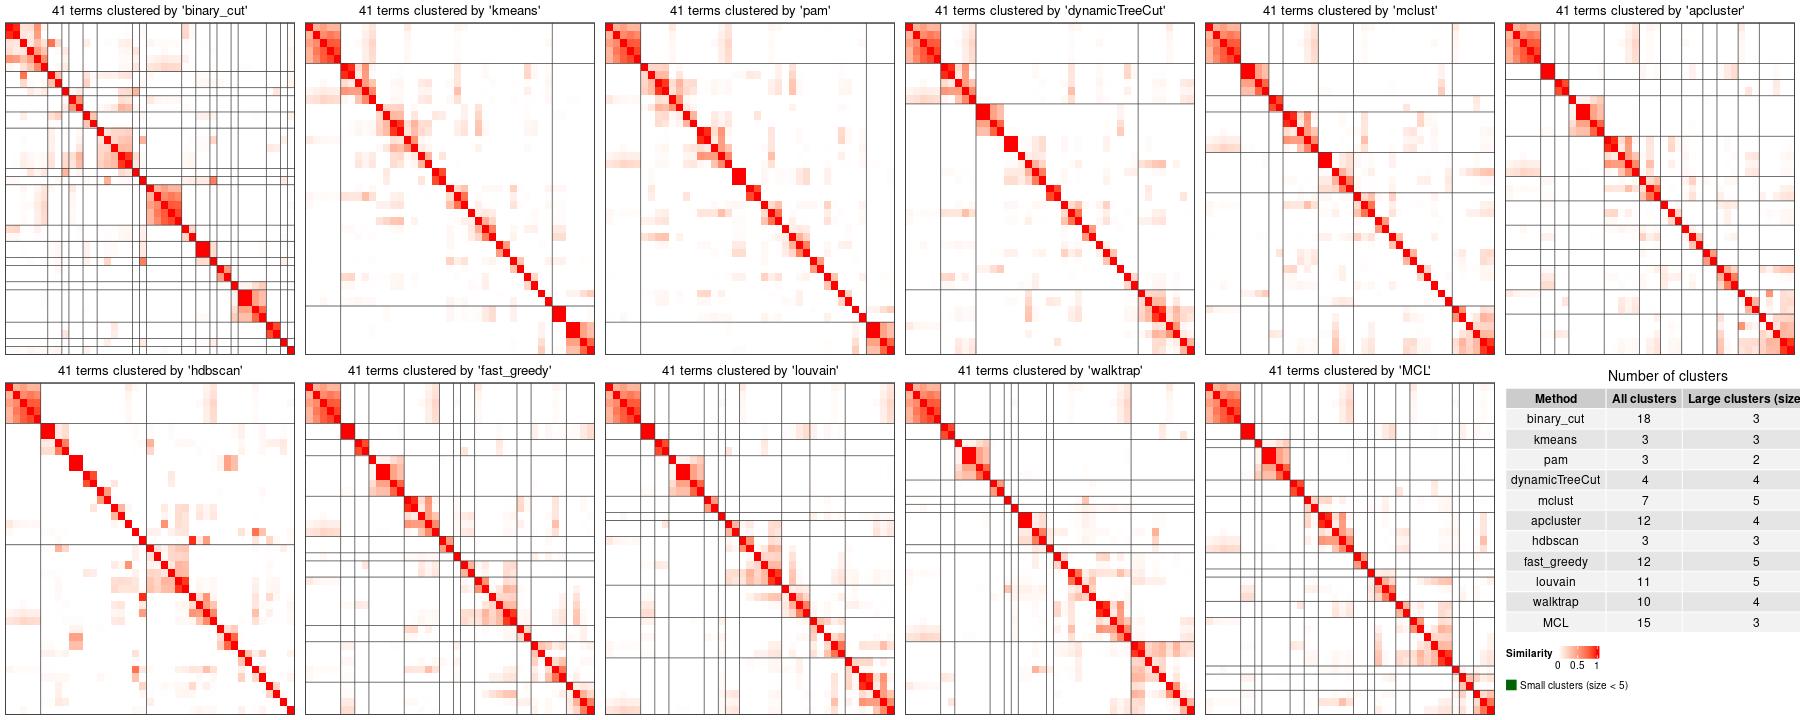 41 terms clustered by 'binary_cut'
41 terms clustered by 'kmeans'
41 terms clustered by 'pam'
41 terms clustered by 'dynamicTreeCut'
41 terms clustered by 'mclust'
41 terms clustered by 'apcluster'
41 terms clustered by 'hdbscan'
41 terms clustered by 'fast_greedy'
41 terms clustered by 'louvain'
41 terms clustered by 'walktrap'
41 terms clustered by 'MCL'
Number of clusters
Method All clusters Large clusters (size
binary_cut 18 3
kmeans 3 3
pam 3 2
dynamicTreeCut 4 4
mclust 7 5
apcluster 12 4
hdbscan 3 3
fast_greedy 12 5
louvain 11 5
walktrap 10 4
MCL 15 3
Similarity
0 0.5 1
Small clusters (size < 5)